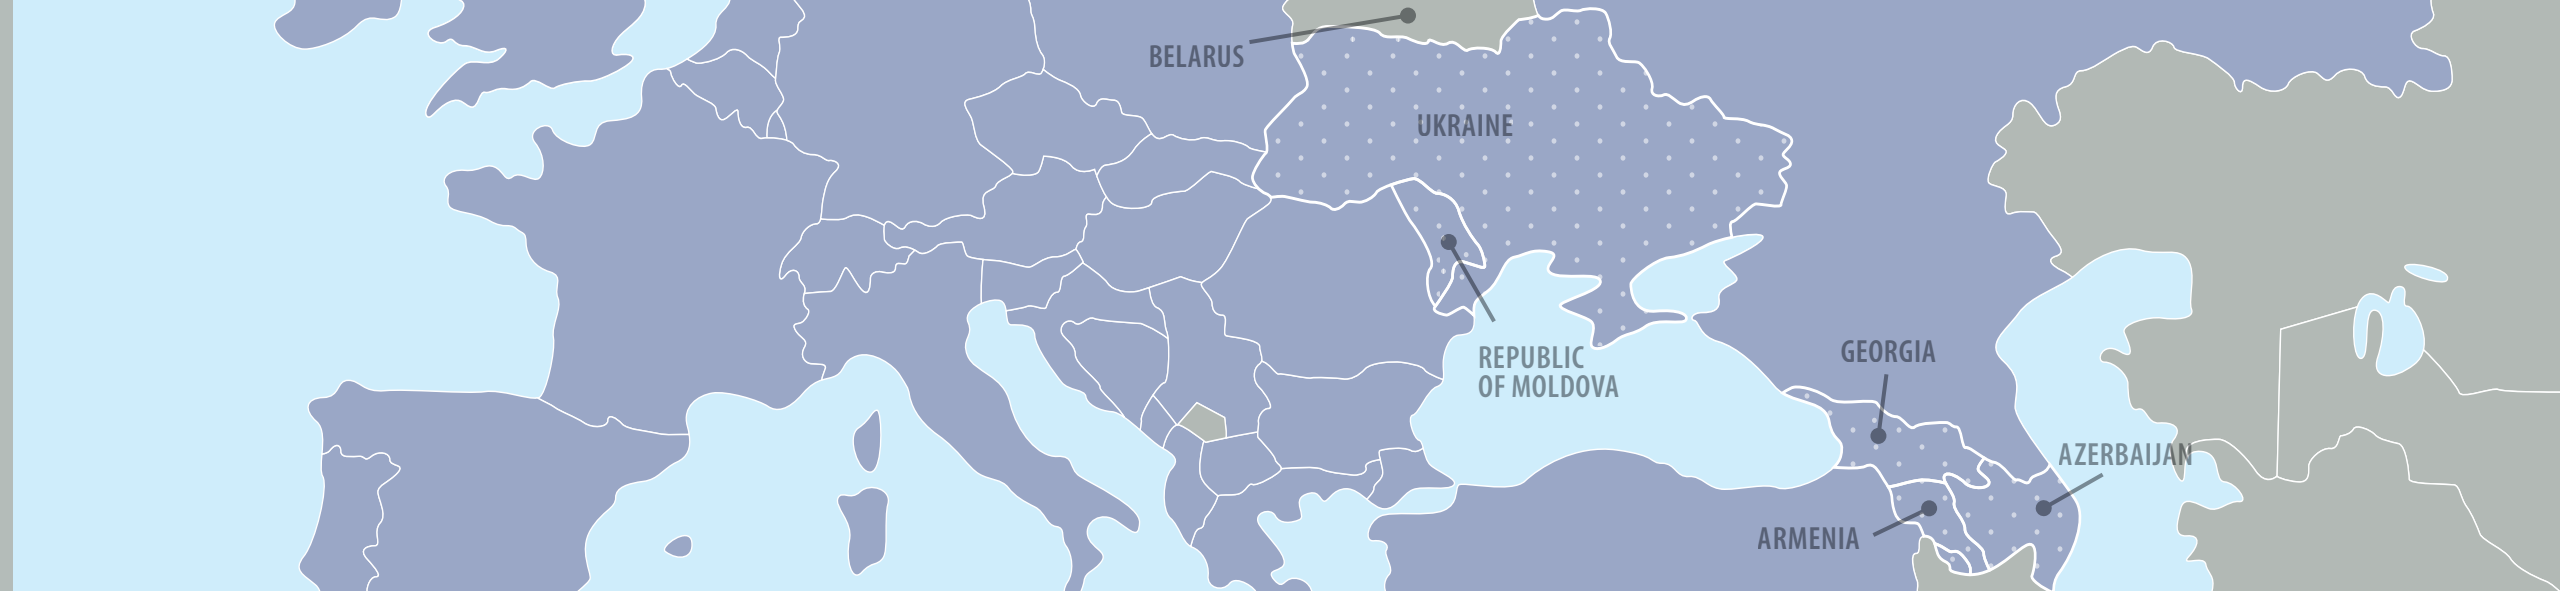 BELARUS
UKRAINE
REPUBLIC
OF MOLDOVA
GEORGIA
AZERBAIJAN
ARMENIA